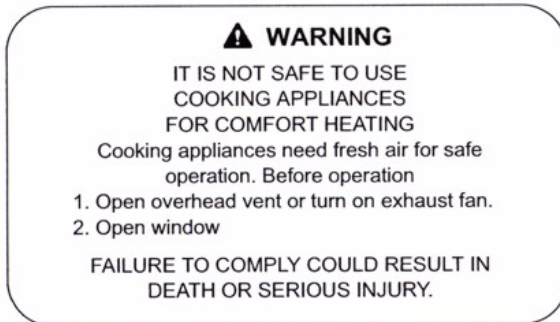 WARNING
IT IS NOT SAFE TO USE
COOKING APPLIANCES
FOR COMFORT HEATING
Cooking appliances need fresh air for safe
operation. Before operation
1. Open overhead vent or turn on exhaust fan.
2. Open window
FAILURE TO COMPLY COULD RESULT IN
DEATH OR SERIOUS INJURY.